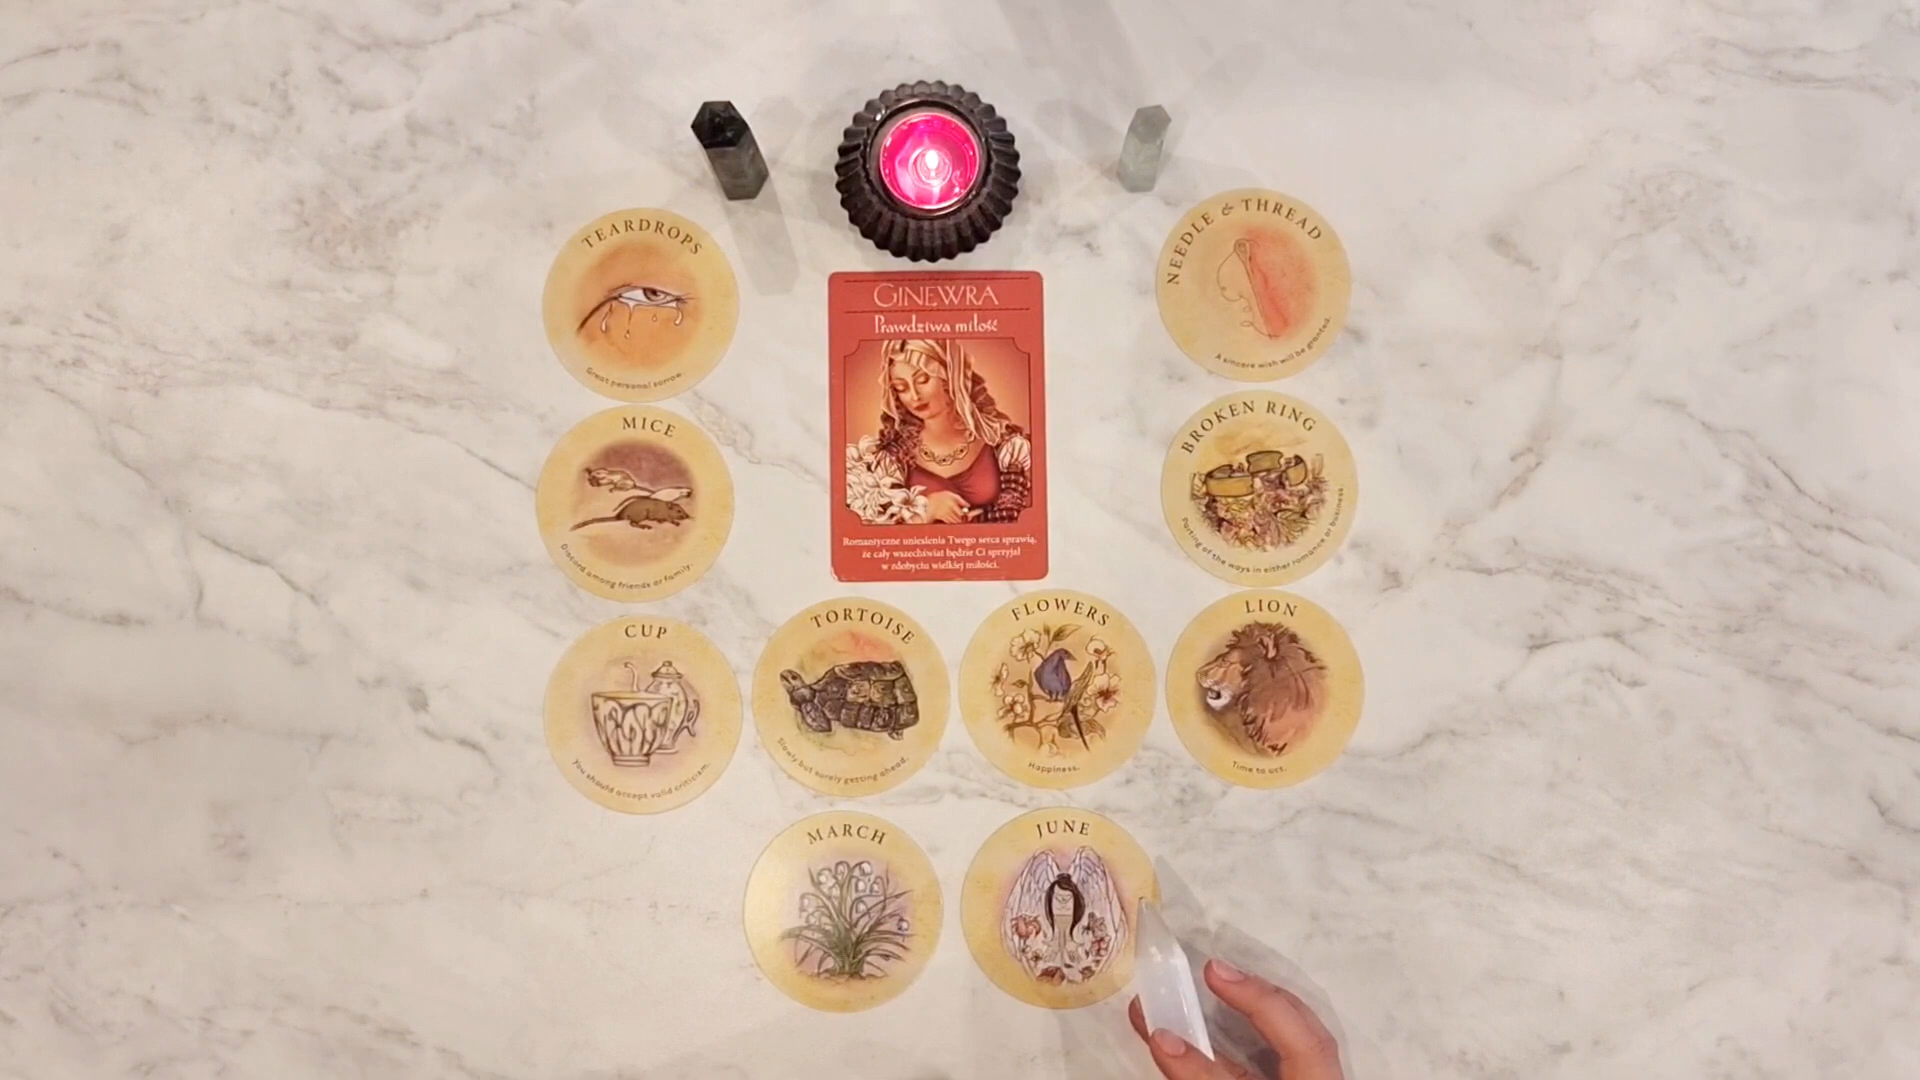 TEARDROPS
Great personal sorrow.
GINEWRA
Prawdziwa miłość
Romantyczne uniesienia Twego serca sprawią,
że cały wszechświat będzie Ci sprzyjał
w zdobyciu wielkiej miłości.
NEEDLE & THREAD
A sincere wish will be granted.
MICE
Discord among friends or family.
BROKEN RING
Parting of the ways in either romance or business.
CUP
You should accept valid criticism.
TORTOISE
Slowly but surely getting ahead.
FLOWERS
Happiness.
LION
Time to act.
MARCH
JUNE